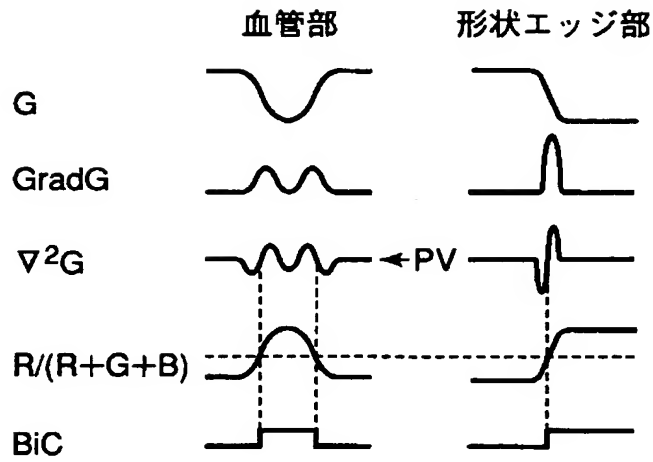 血管部 形状エッジ部
G
GradG
∇²G ←PV
R/(R+G+B)
BiC